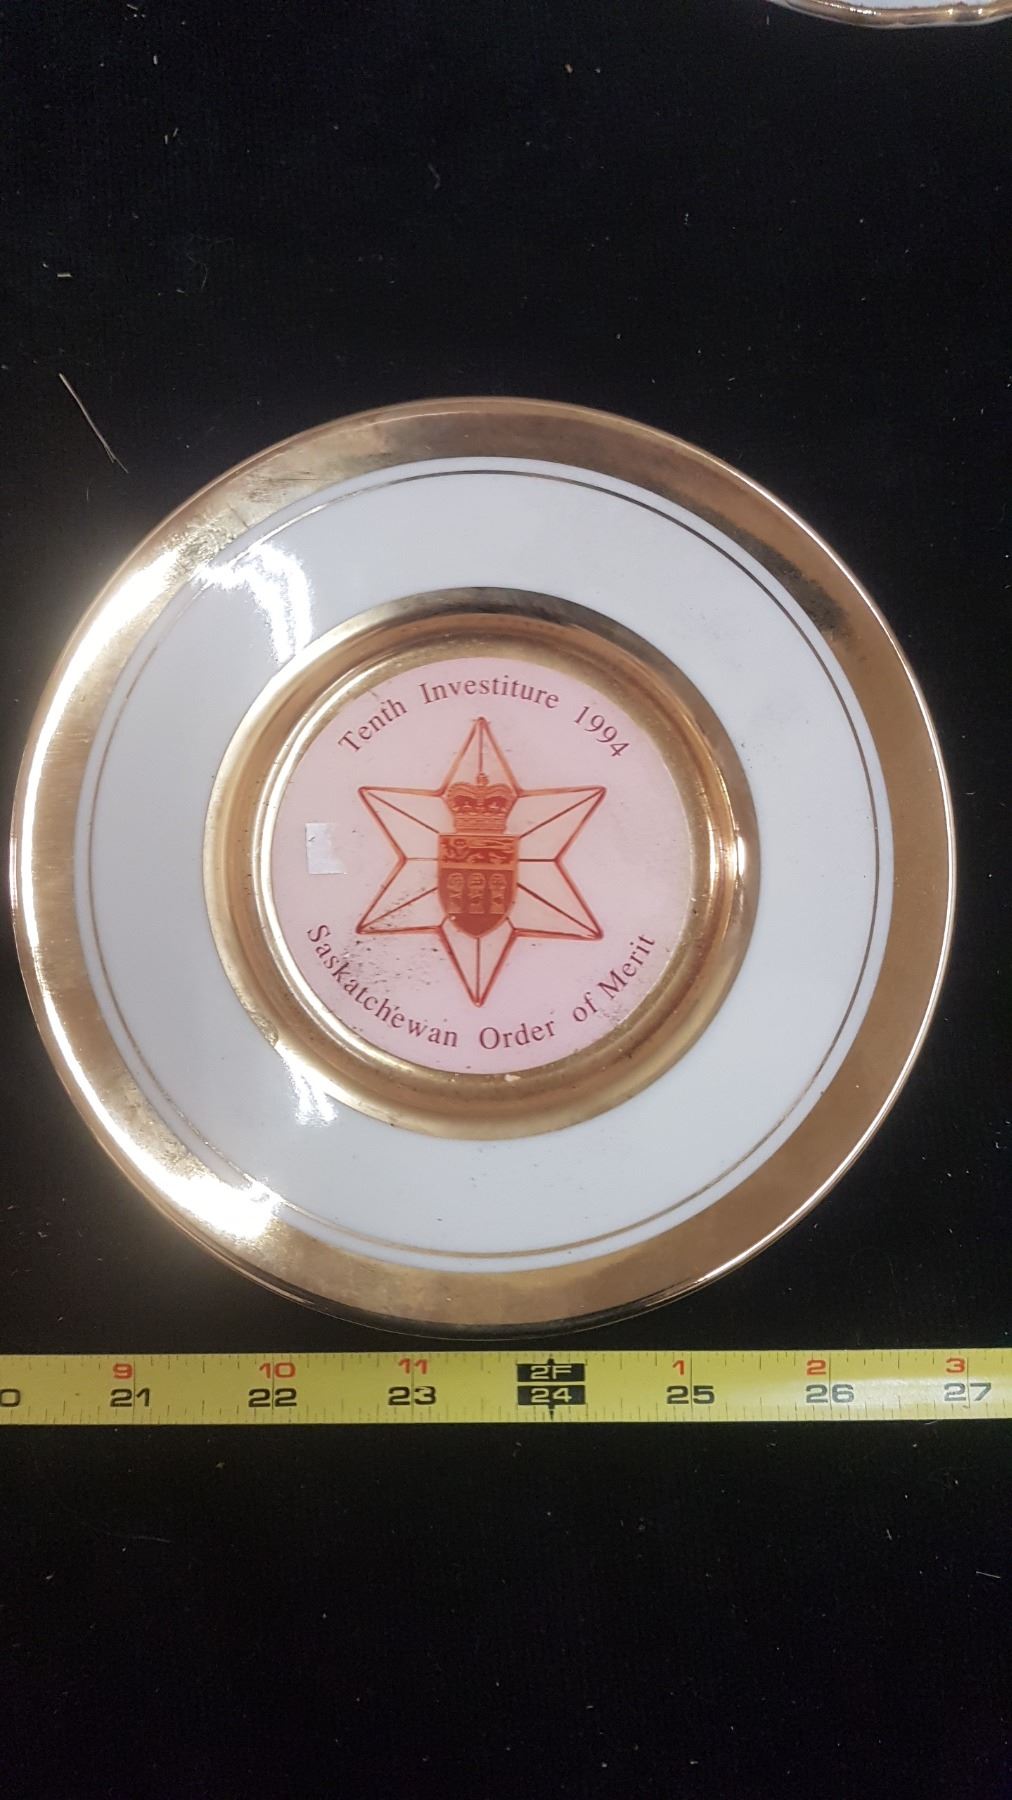 Tenth Investiture 1994
Saskatchewan Order of Merit
9 10 11 2F 1 2 3
0 21 22 23 24 25 26 27